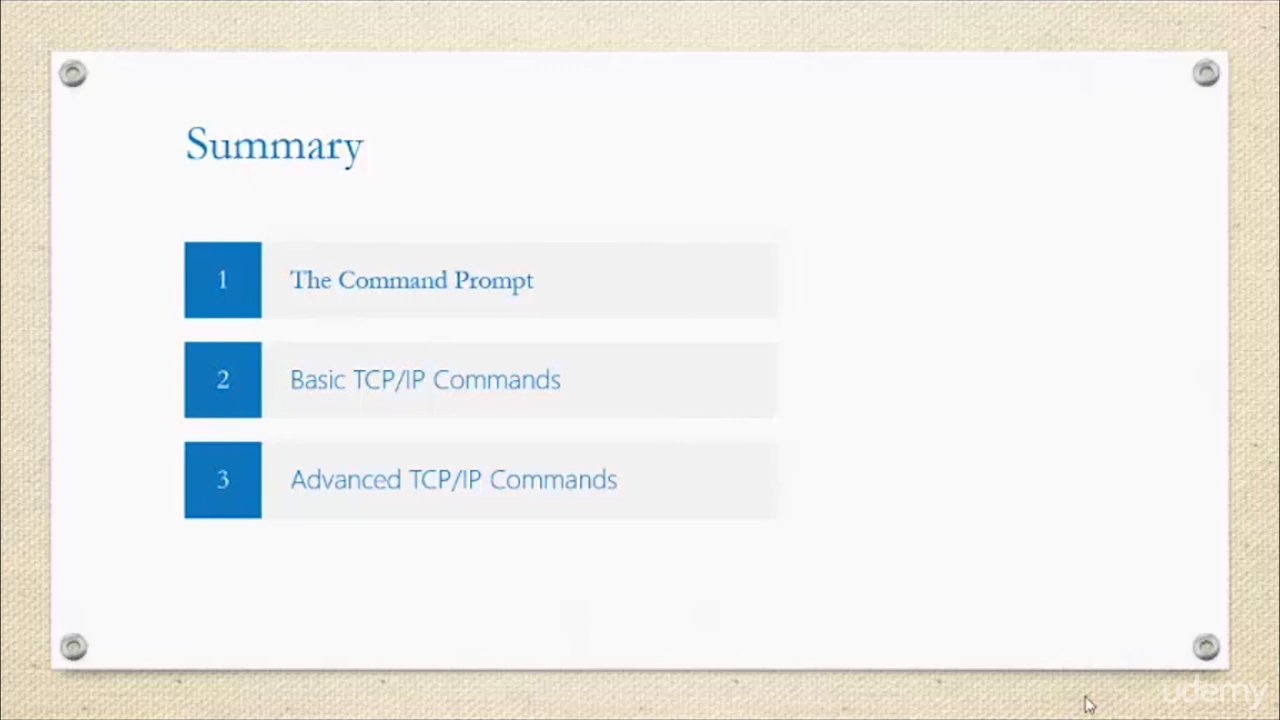 Summary
1 The Command Prompt
2 Basic TCP/IP Commands
3 Advanced TCP/IP Commands
udemy